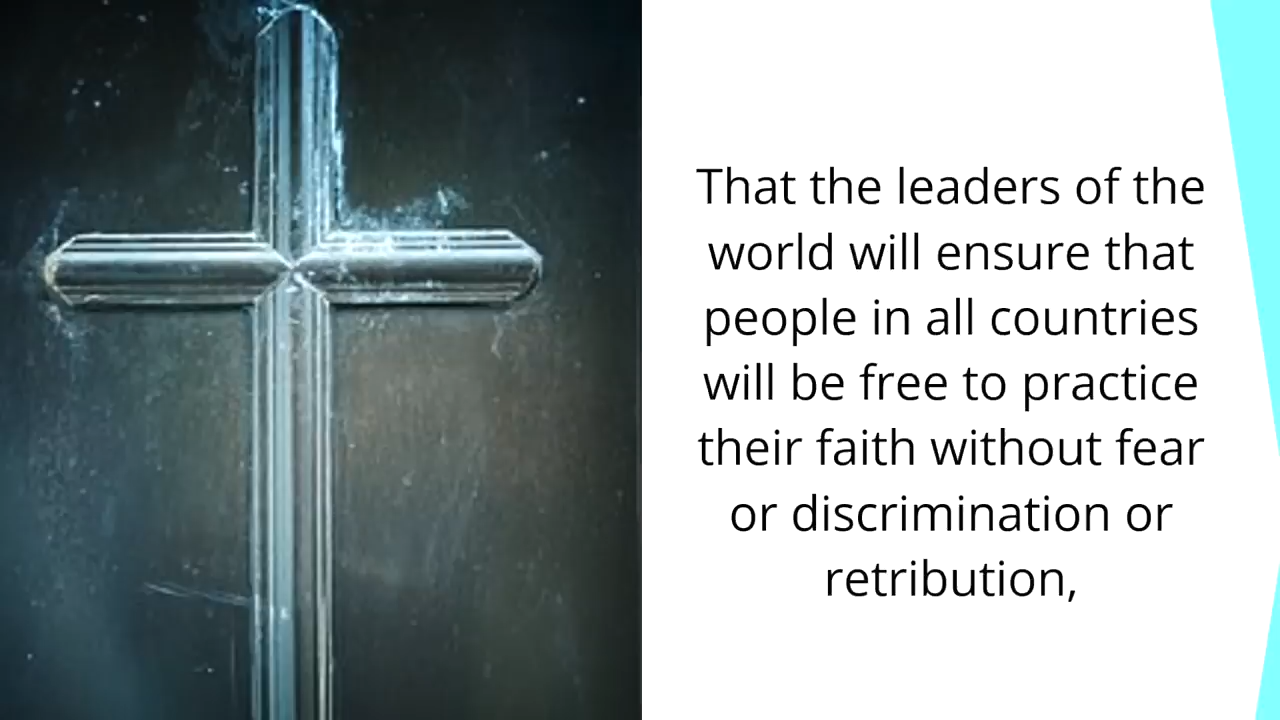 That the leaders of the
world will ensure that
people in all countries
will be free to practice
their faith without fear
or discrimination or
retribution,